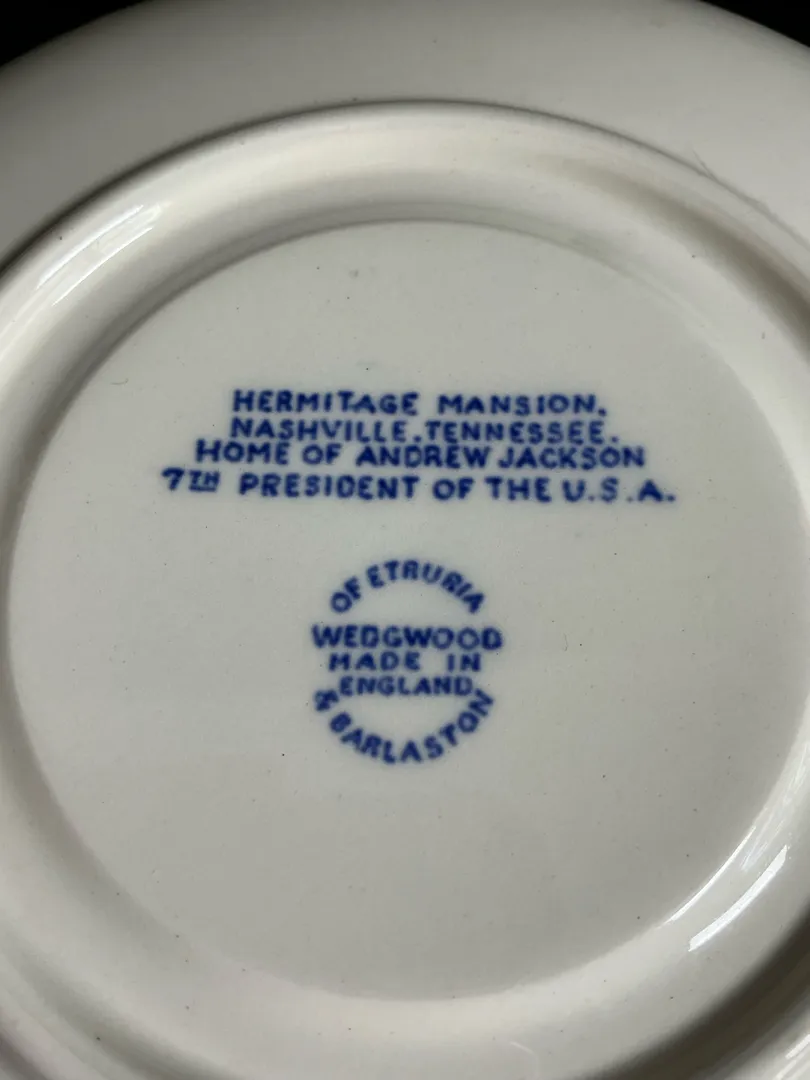 HERMITAGE MANSION.
NASHVILLE.TENNESSEE.
HOME OF ANDREW JACKSON
7TH PRESIDENT OF THE U.S.A.
OF ETRURIA
WEDGWOOD
MADE IN
ENGLAND
& BARLASTON